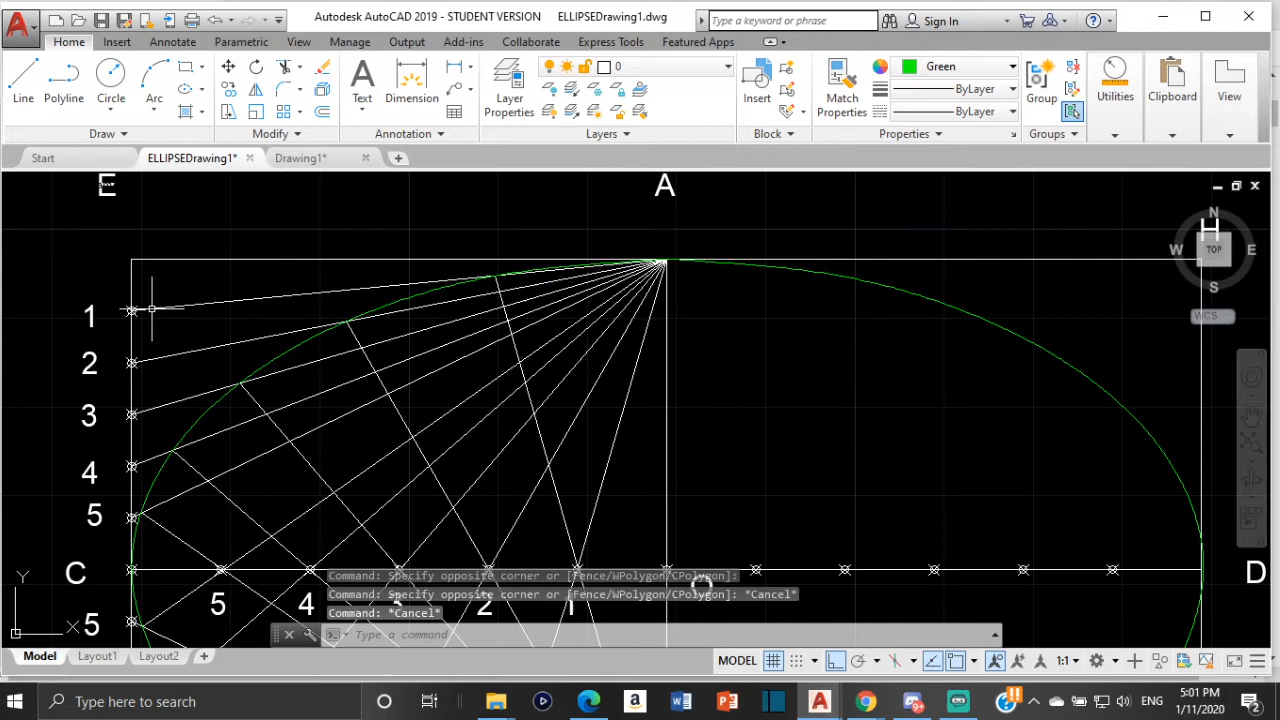 Autodesk AutoCAD 2019 - STUDENT VERSION ELLIPSEDrawing1.dwg
Type a keyword or phrase
Sign In
Home Insert Annotate Parametric View Manage Output Add-ins Collaborate Express Tools Featured Apps
Line Polyline Circle Arc
Text Dimension
Layer Properties
0
Insert
Match Properties
Green
ByLayer
ByLayer
Group
Utilities
Clipboard
View
Draw Modify Annotation Layers Block Properties Groups
Start ELLIPSEDrawing1* Drawing1*
E A
N
H
W TOP E
S
WCS
1
2
3
4
5
C D
5 4 2 1
5
Y
X
Command: Specify opposite corner or [Fence/WPolygon/CPolygon]:
Command: Specify opposite corner or [Fence/WPolygon/CPolygon]: *Cancel*
Command: *Cancel*
Type a command
Model Layout1 Layout2
MODEL
1:1
Type here to search
ENG
5:01 PM
1/11/2020
9+
2